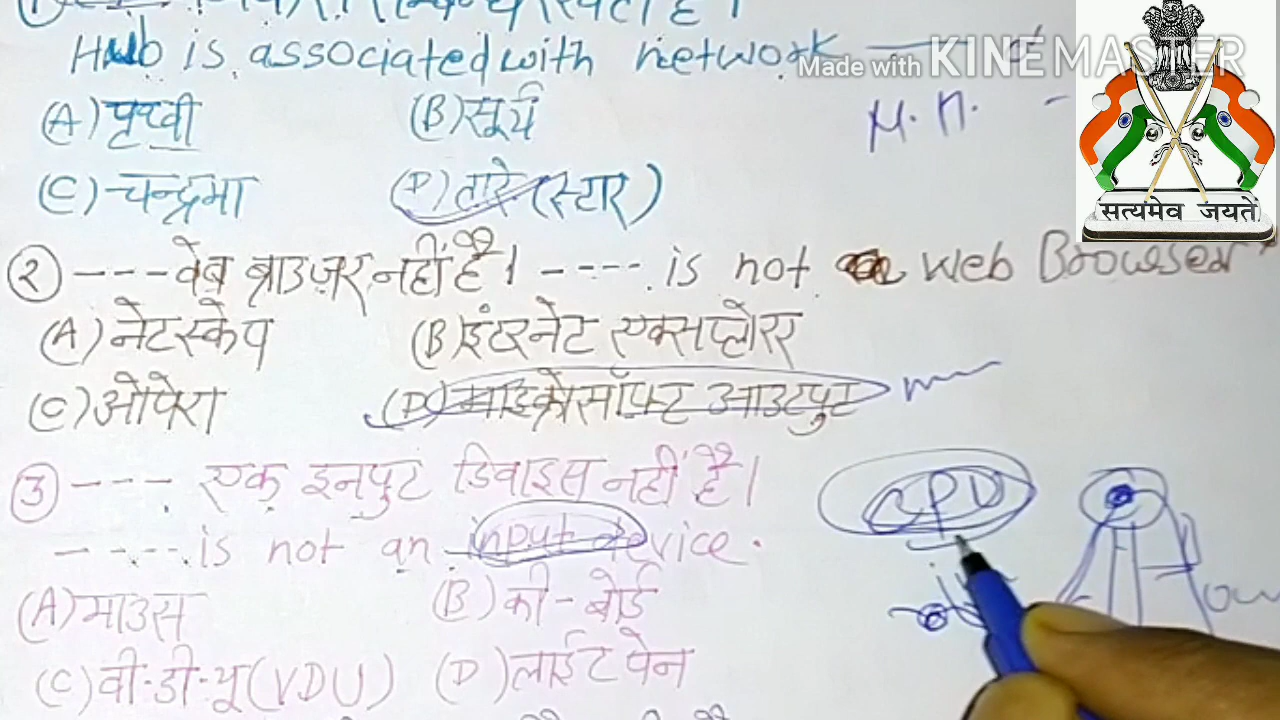 Hub is associated with network
Made with KINEMASTER
(A) पृथ्वी (B) सूर्य
M.
(C) चन्द्रमा (D) तारे (स्टार)
सत्यमेव जयते
② ---- वेब ब्राउज़र नहीं है। ---- is not a web Browser
(A) नेटस्केप (B) इंटरनेट एक्सप्लोरर
(C) ओपेरा (D) माइक्रोसॉफ्ट आउटपुट
③ ---- एक इनपुट डिवाइस नहीं है।
CPU
---- is not an input device.
(A) माउस (B) की-बोर्ड
(C) वी.डी.यू (VDU) (D) लाईट पेन